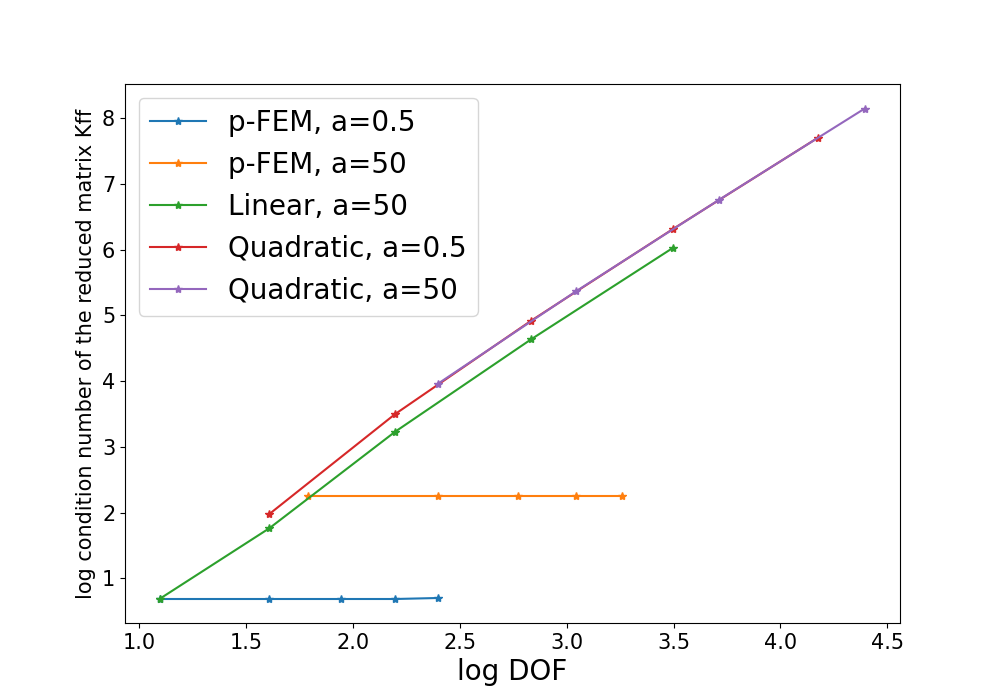 p-FEM, a=0.5
p-FEM, a=50
Linear, a=50
Quadratic, a=0.5
Quadratic, a=50
log condition number of the reduced matrix Kff
8
7
6
5
4
3
2
1
1.0 1.5 2.0 2.5 3.0 3.5 4.0 4.5
log DOF